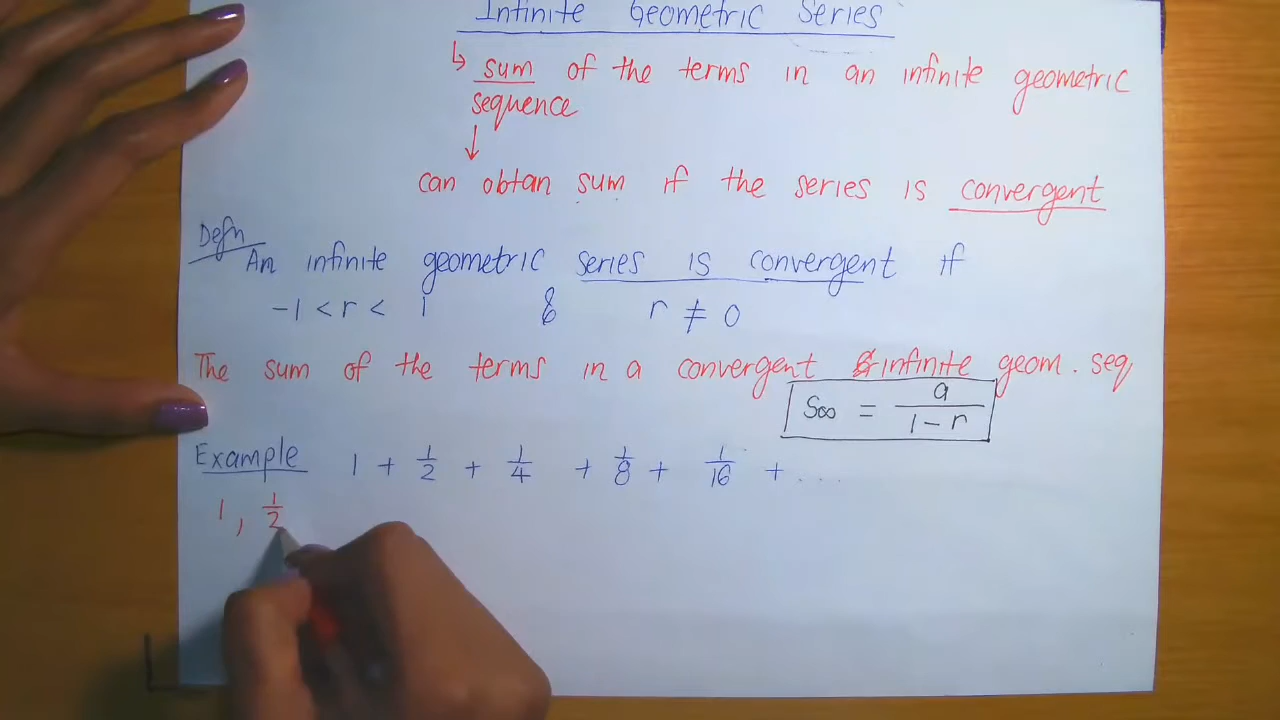 Infinite Geometric Series
↳ sum of the terms in an infinite geometric
sequence
↓
can obtan sum if the series is convergent
Defn
An infinite geometric series is convergent if
-1 < r < 1 & r ≠ 0
The sum of the terms in a convergent infinite geom. seq
S∞ = a/(1-r)
Example 1 + 1/2 + 1/4 + 1/8 + 1/16 + ...
1, 1/2